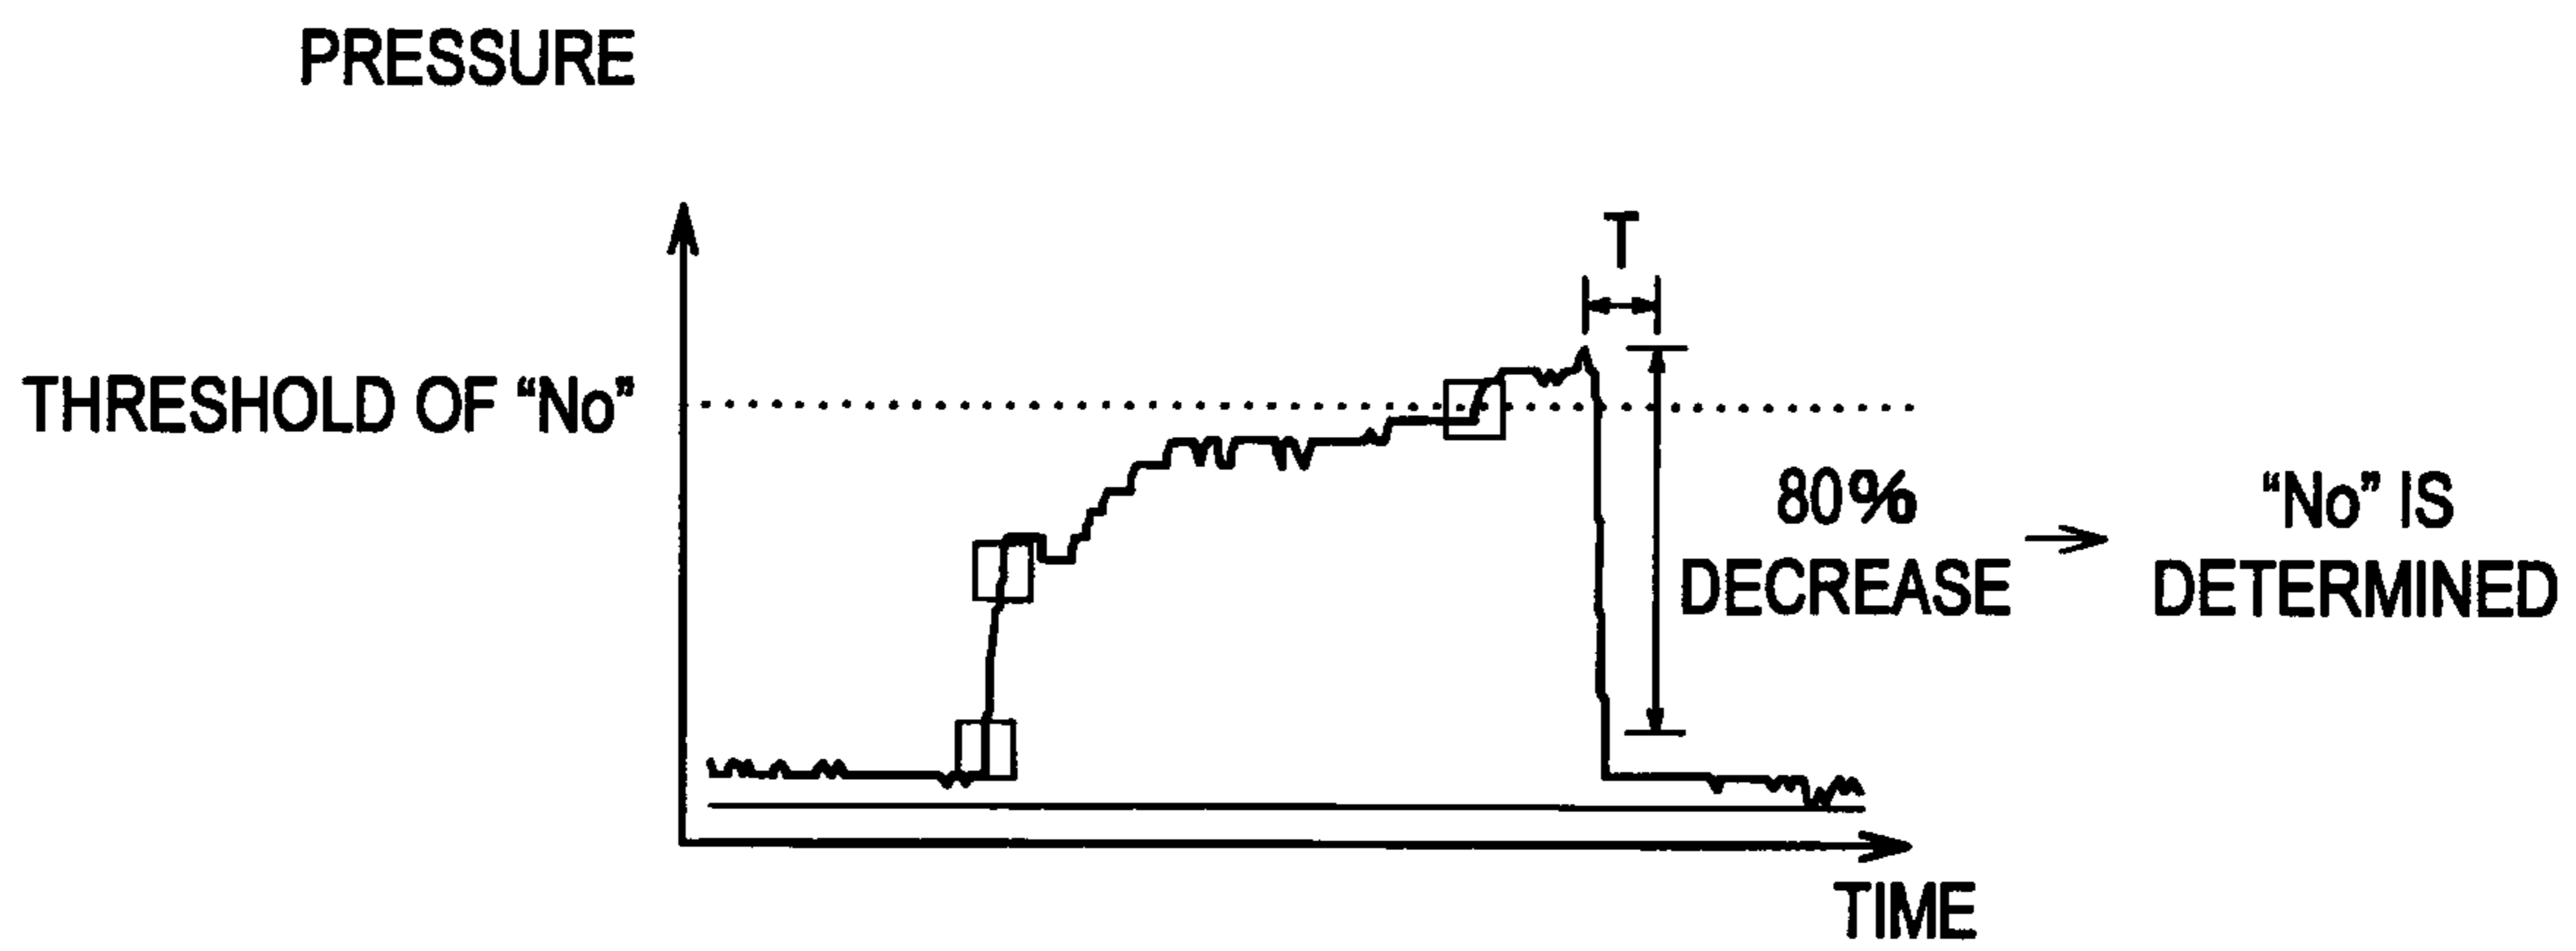 PRESSURE
T
THRESHOLD OF “No”
80%
DECREASE
“No” IS
DETERMINED
TIME